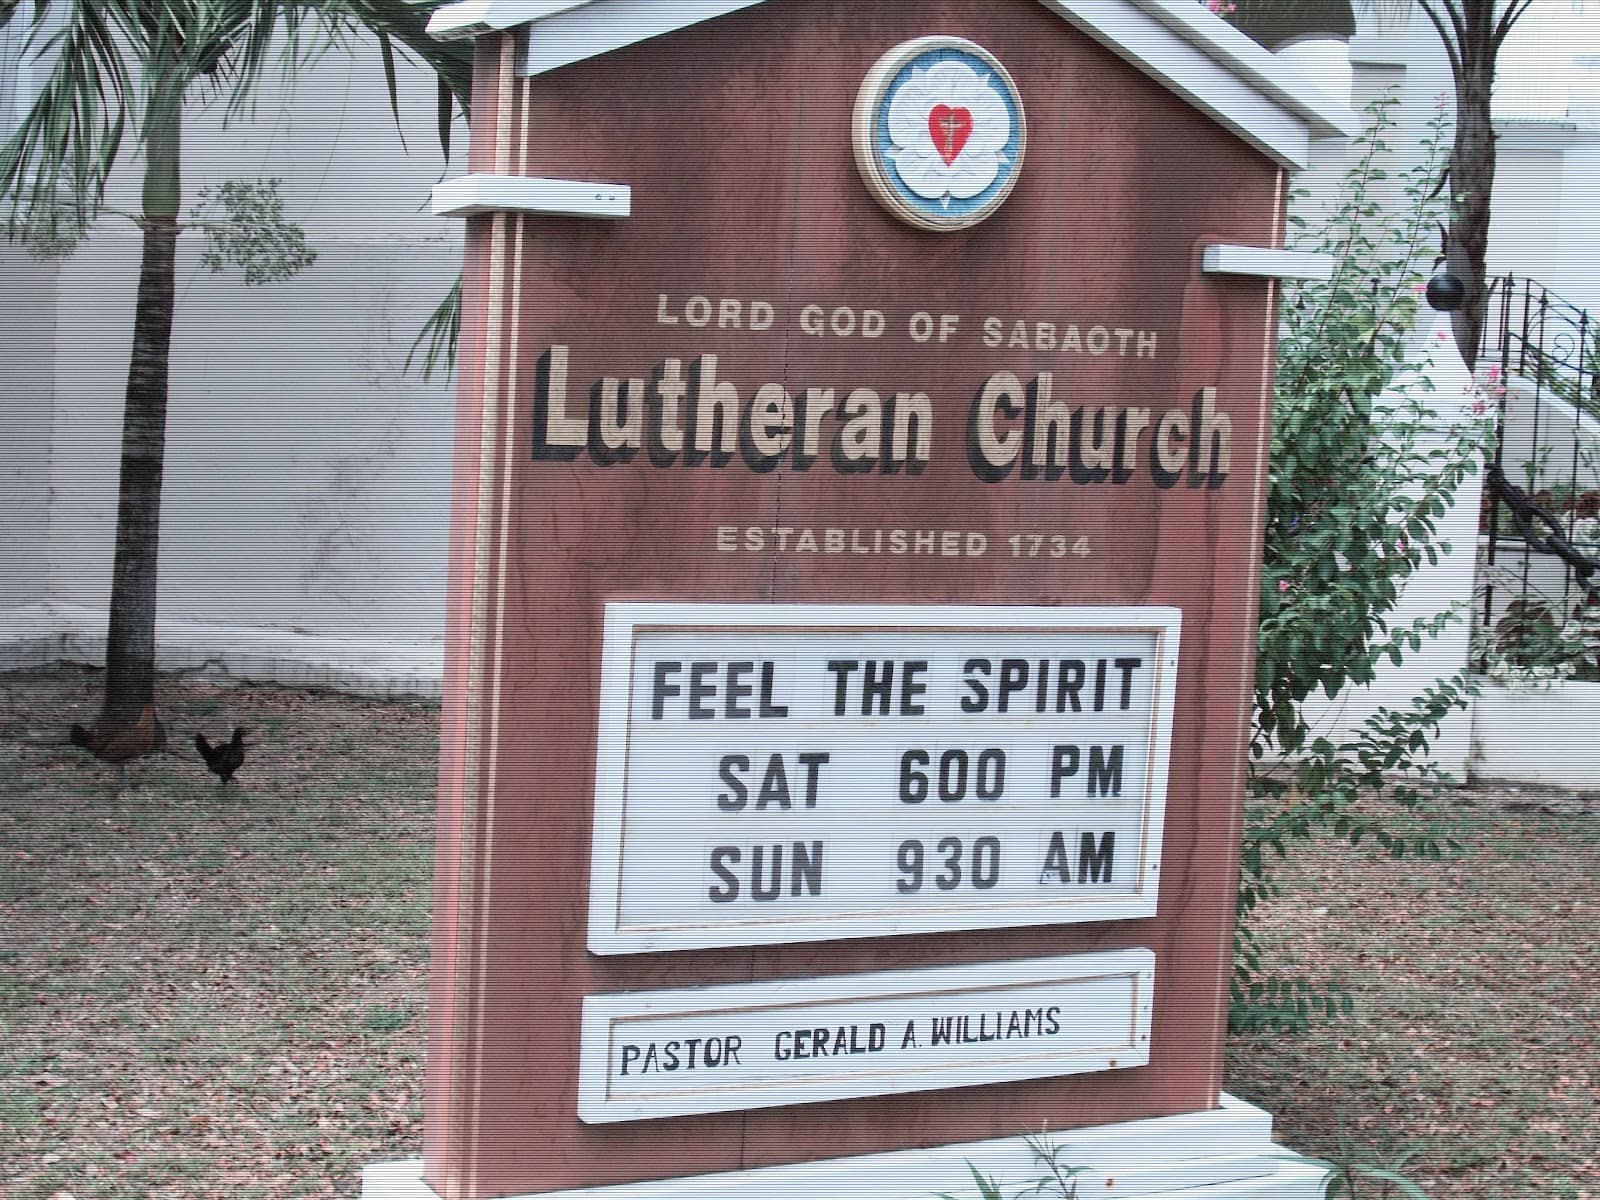 LORD GOD OF SABAOTH
Lutheran Church
ESTABLISHED 1734
FEEL THE SPIRIT
SAT 600 PM
SUN 930 AM
PASTOR GERALD A. WILLIAMS